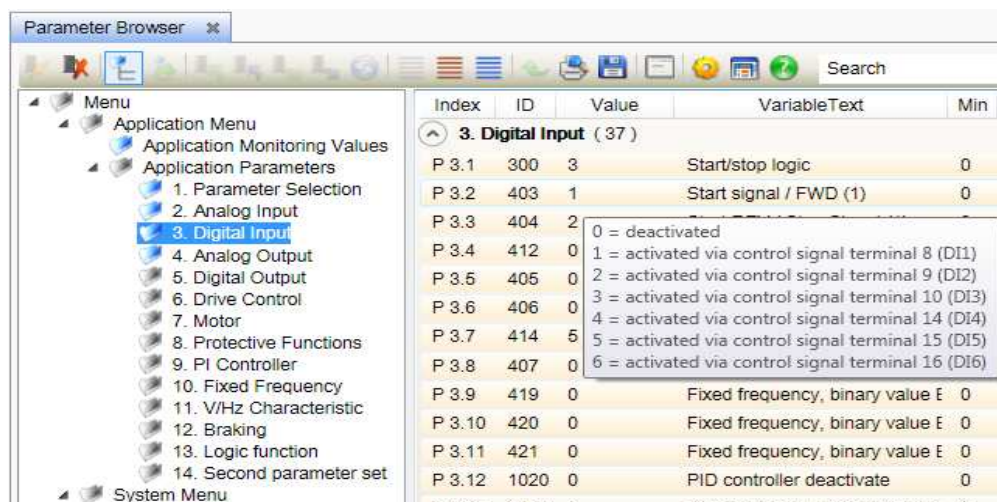 Parameter Browser
Search
Menu
Application Menu
Application Monitoring Values
Application Parameters
1. Parameter Selection
2. Analog Input
3. Digital Input
4. Analog Output
5. Digital Output
6. Drive Control
7. Motor
8. Protective Functions
9. PI Controller
10. Fixed Frequency
11. V/Hz Characteristic
12. Braking
13. Logic function
14. Second parameter set
System Menu
Index ID Value VariableText Min
3. Digital Input (37)
P 3.1 300 3 Start/stop logic 0
P 3.2 403 1 Start signal / FWD (1) 0
P 3.3 404 2
P 3.4 412 0
P 3.5 405 0
P 3.6 406 0
P 3.7 414 5
P 3.8 407 0
0 = deactivated
1 = activated via control signal terminal 8 (DI1)
2 = activated via control signal terminal 9 (DI2)
3 = activated via control signal terminal 10 (DI3)
4 = activated via control signal terminal 14 (DI4)
5 = activated via control signal terminal 15 (DI5)
6 = activated via control signal terminal 16 (DI6)
P 3.9 419 0 Fixed frequency, binary value 0
P 3.10 420 0 Fixed frequency, binary value 0
P 3.11 421 0 Fixed frequency, binary value 0
P 3.12 1020 0 PID controller deactivate 0